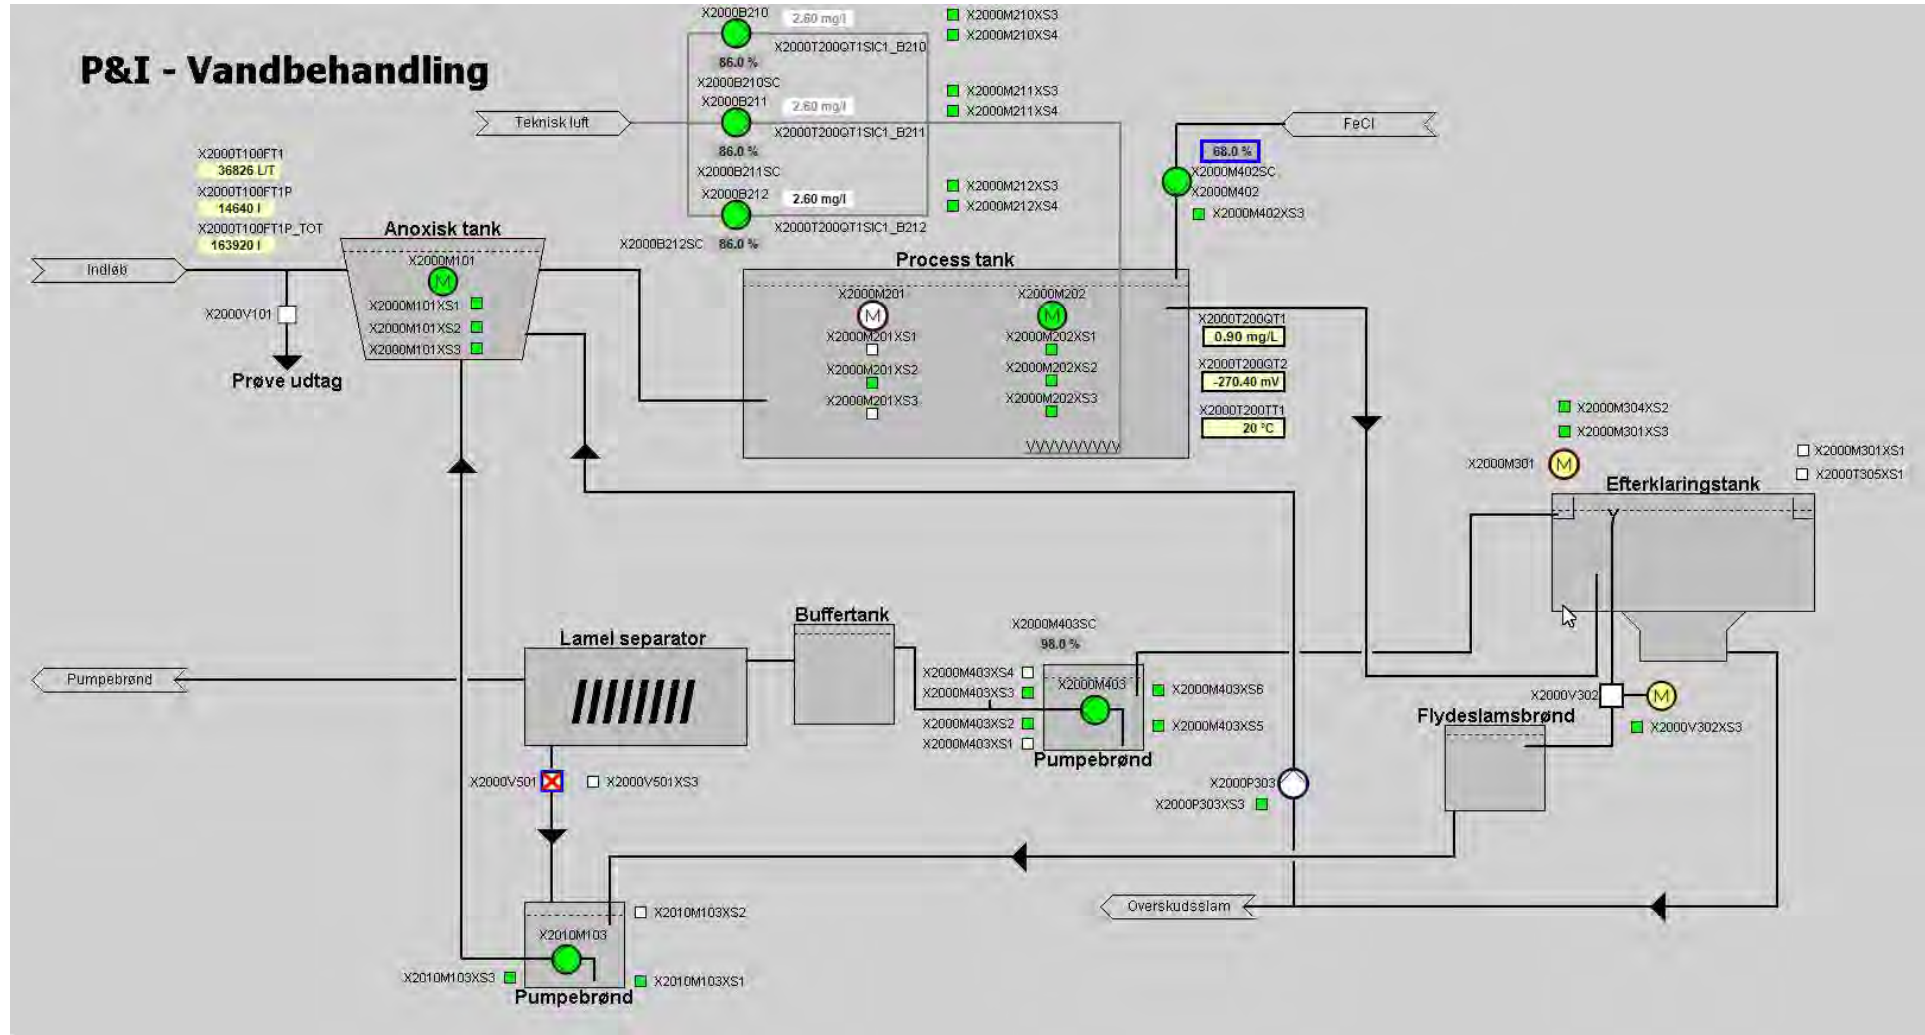 P&I - Vandbehandling
X2000B210
2.60 mg/l
X2000M210XS3
X2000M210XS4
X2000T200QT1SIC1_B210
86.0 %
X2000B210SC
X2000B211
2.60 mg/l
X2000M211XS3
X2000M211XS4
Teknisk luft
X2000T200QT1SIC1_B211
86.0 %
X2000B211SC
X2000B212
2.60 mg/l
X2000M212XS3
X2000M212XS4
X2000T200QT1SIC1_B212
X2000B212SC
86.0 %
FeCl
68.0 %
X2000M402SC
X2000M402
X2000M402XS3
X2000T100FT1
36826 L/T
X2000T100FT1P
14640 l
X2000T100FT1P_TOT
163920 l
Indløb
X2000V101
Prøve udtag
Anoxisk tank
X2000M101
M
X2000M101XS1
X2000M101XS2
X2000M101XS3
Process tank
X2000M201
M
X2000M201XS1
X2000M201XS2
X2000M201XS3
X2000M202
M
X2000M202XS1
X2000M202XS2
X2000M202XS3
X2000T200QT1
0.90 mg/L
X2000T200QT2
-270.40 mV
X2000T200TT1
20 °C
X2000M304XS2
X2000M301XS3
X2000M301
M
X2000M301XS1
X2000T305XS1
Efterklaringstank
Buffertank
Lamel separator
Pumpebrønd
X2000M403SC
98.0 %
X2000M403XS4
X2000M403XS3
X2000M403XS2
X2000M403XS1
X2000M403
X2000M403XS6
X2000M403XS5
Pumpebrønd
X2000V302
M
X2000V302XS3
Flydeslamsbrønd
X2000V501
X2000V501XS3
X2000P303
X2000P303XS3
Overskudsslam
X2010M103XS2
X2010M103
X2010M103XS3
X2010M103XS1
Pumpebrønd